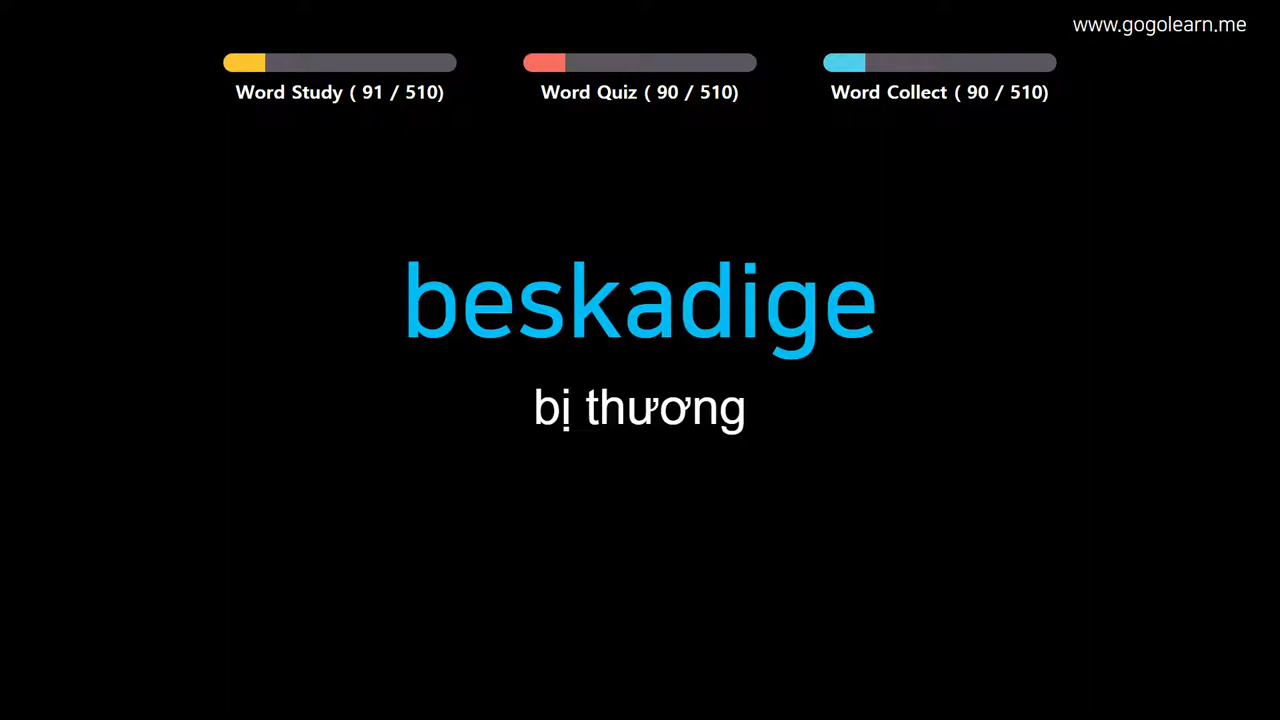 www.gogolearn.me
Word Study ( 91 / 510)
Word Quiz ( 90 / 510)
Word Collect ( 90 / 510)
beskadige
bị thương